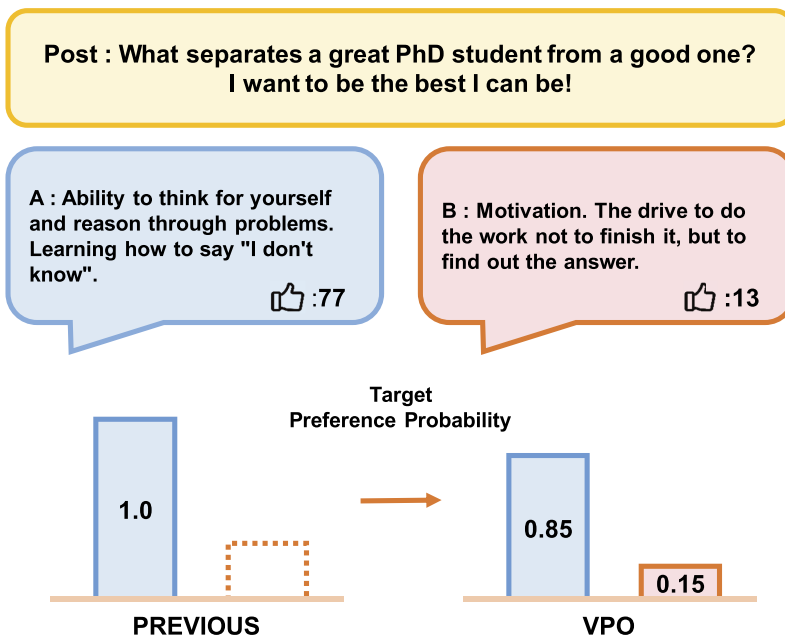 Post : What separates a great PhD student from a good one?
I want to be the best I can be!
A : Ability to think for yourself
and reason through problems.
Learning how to say "I don't
know".
:77
B : Motivation. The drive to do
the work not to finish it, but to
find out the answer.
:13
Target
Preference Probability
1.0
0.85
0.15
PREVIOUS
VPO